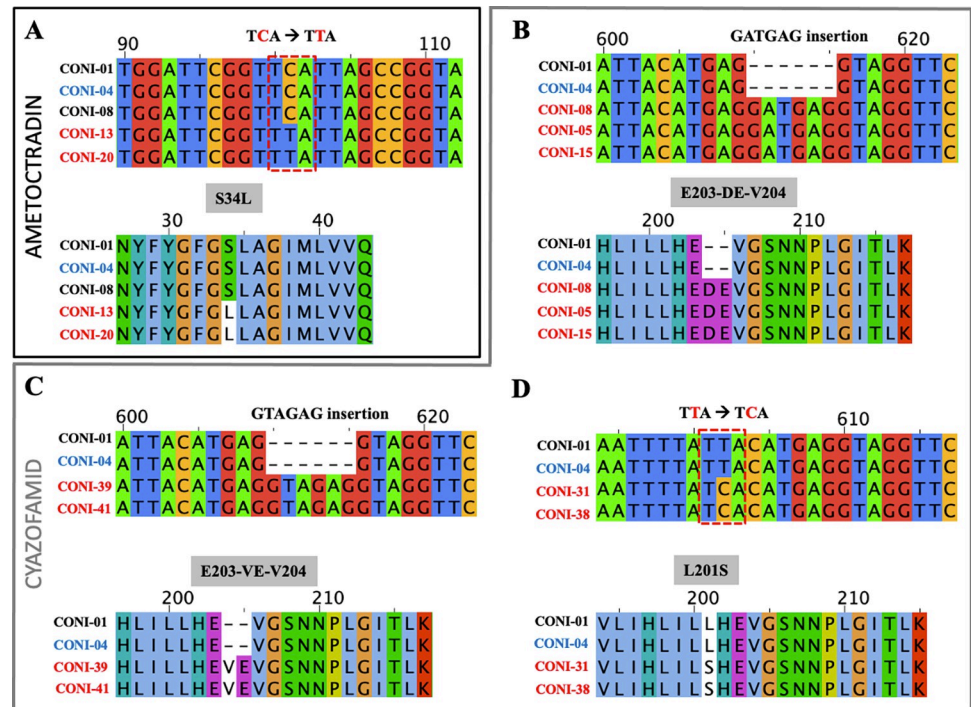 AMETOCTRADIN
A
TCA → TTA
90 110
CONI-01 TGGATTCGGTTCATTAGCCGGTA
CONI-04 TGGATTCGGTTCATTAGCCGGTA
CONI-08 TGGATTCGGTTCATTAGCCGGTA
CONI-13 TGGATTCGGTTTATTAGCCGGTA
CONI-20 TGGATTCGGTTTATTAGCCGGTA
S34L
30 40
CONI-01 NYFYGFGSLAGIMLVVQ
CONI-04 NYFYGFGSLAGIMLVVQ
CONI-08 NYFYGFGSLAGIMLVVQ
CONI-13 NYFYGFGLLAGIMLVVQ
CONI-20 NYFYGFGLLAGIMLVVQ
B
GATGAG insertion
600 620
CONI-01 ATTACATGAG------GTAGGTTC
CONI-04 ATTACATGAG------GTAGGTTC
CONI-08 ATTACATGAGGATGAGGTAGGTTC
CONI-05 ATTACATGAGGATGAGGTAGGTTC
CONI-15 ATTACATGAGGATGAGGTAGGTTC
E203-DE-V204
200 210
CONI-01 HLILLHE--VGSNNPLGITLK
CONI-04 HLILLHE--VGSNNPLGITLK
CONI-08 HLILLHEDEVGSNNPLGITLK
CONI-05 HLILLHEDEVGSNNPLGITLK
CONI-15 HLILLHEDEVGSNNPLGITLK
CYAZOFAMID
C
GTAGAG insertion
600 620
CONI-01 ATTACATGAG------GTAGGTTC
CONI-04 ATTACATGAG------GTAGGTTC
CONI-39 ATTACATGAGGTAGAGGTAGGTTC
CONI-41 ATTACATGAGGTAGAGGTAGGTTC
E203-VE-V204
200 210
CONI-01 HLILLHE--VGSNNPLGITLK
CONI-04 HLILLHE--VGSNNPLGITLK
CONI-39 HLILLHEVEVGSNNPLGITLK
CONI-41 HLILLHEVEVGSNNPLGITLK
D
TTA → TCA
610
CONI-01 AATTTTATTACATGAGGTAGGTTC
CONI-04 AATTTTATTACATGAGGTAGGTTC
CONI-31 AATTTTATCACATGAGGTAGGTTC
CONI-38 AATTTTATCACATGAGGTAGGTTC
L201S
200 210
CONI-01 VLIHLILLHEVGSNNPLGITLK
CONI-04 VLIHLILLHEVGSNNPLGITLK
CONI-31 VLIHLILSHEVGSNNPLGITLK
CONI-38 VLIHLILSHEVGSNNPLGITLK